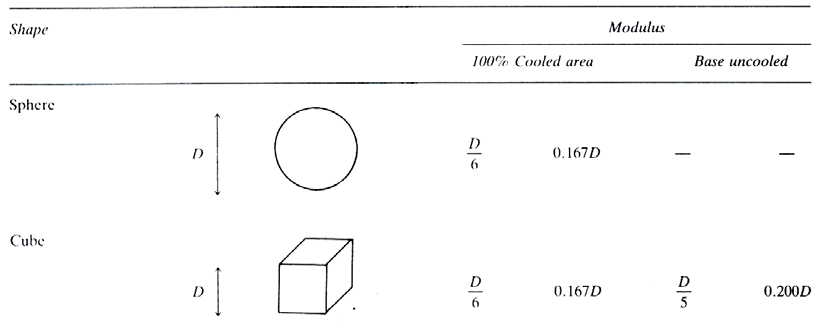 Shape Modulus
100% Cooled area Base uncooled
Sphere
D D/6 0.167D — —
Cube
D D/6 0.167D D/5 0.200D